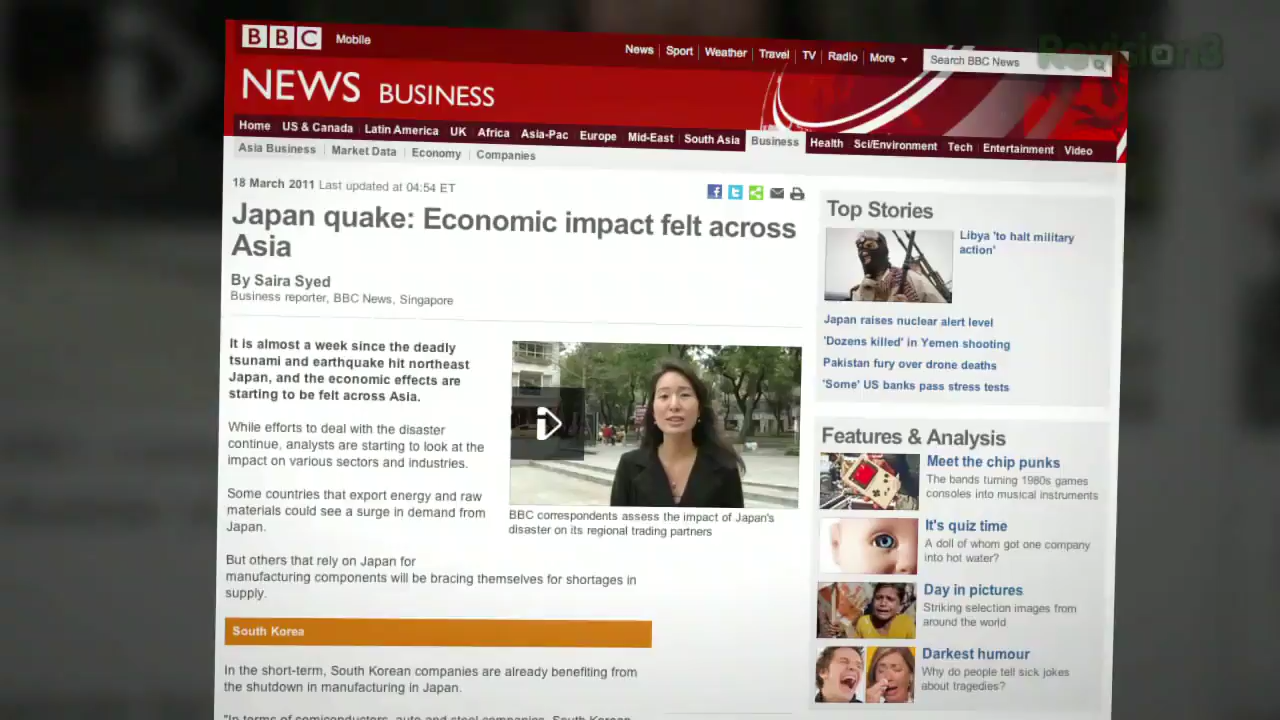 BBC Mobile
News Sport Weather Travel TV Radio More
Search BBC News
Revision3
NEWS BUSINESS
Home US & Canada Latin America UK Africa Asia-Pac Europe Mid-East South Asia Business Health Sci/Environment Tech Entertainment Video
Asia Business Market Data Economy Companies
18 March 2011 Last updated at 04:54 ET
Japan quake: Economic impact felt across
Asia
By Saira Syed
Business reporter, BBC News, Singapore
It is almost a week since the deadly
tsunami and earthquake hit northeast
Japan, and the economic effects are
starting to be felt across Asia.
While efforts to deal with the disaster
continue, analysts are starting to look at the
impact on various sectors and industries.
Some countries that export energy and raw
materials could see a surge in demand from
Japan.
BBC correspondents assess the impact of Japan's
disaster on its regional trading partners
But others that rely on Japan for
manufacturing components will be bracing themselves for shortages in
supply.
South Korea
In the short-term, South Korean companies are already benefiting from
the shutdown in manufacturing in Japan.
"In terms of semiconductors, auto and steel companies, South Korean
Top Stories
Libya 'to halt military
action'
Japan raises nuclear alert level
'Dozens killed' in Yemen shooting
Pakistan fury over drone deaths
'Some' US banks pass stress tests
Features & Analysis
Meet the chip punks
The bands turning 1980s games
consoles into musical instruments
It's quiz time
A doll of whom got one company
into hot water?
Day in pictures
Striking selection images from
around the world
Darkest humour
Why do people tell sick jokes
about tragedies?